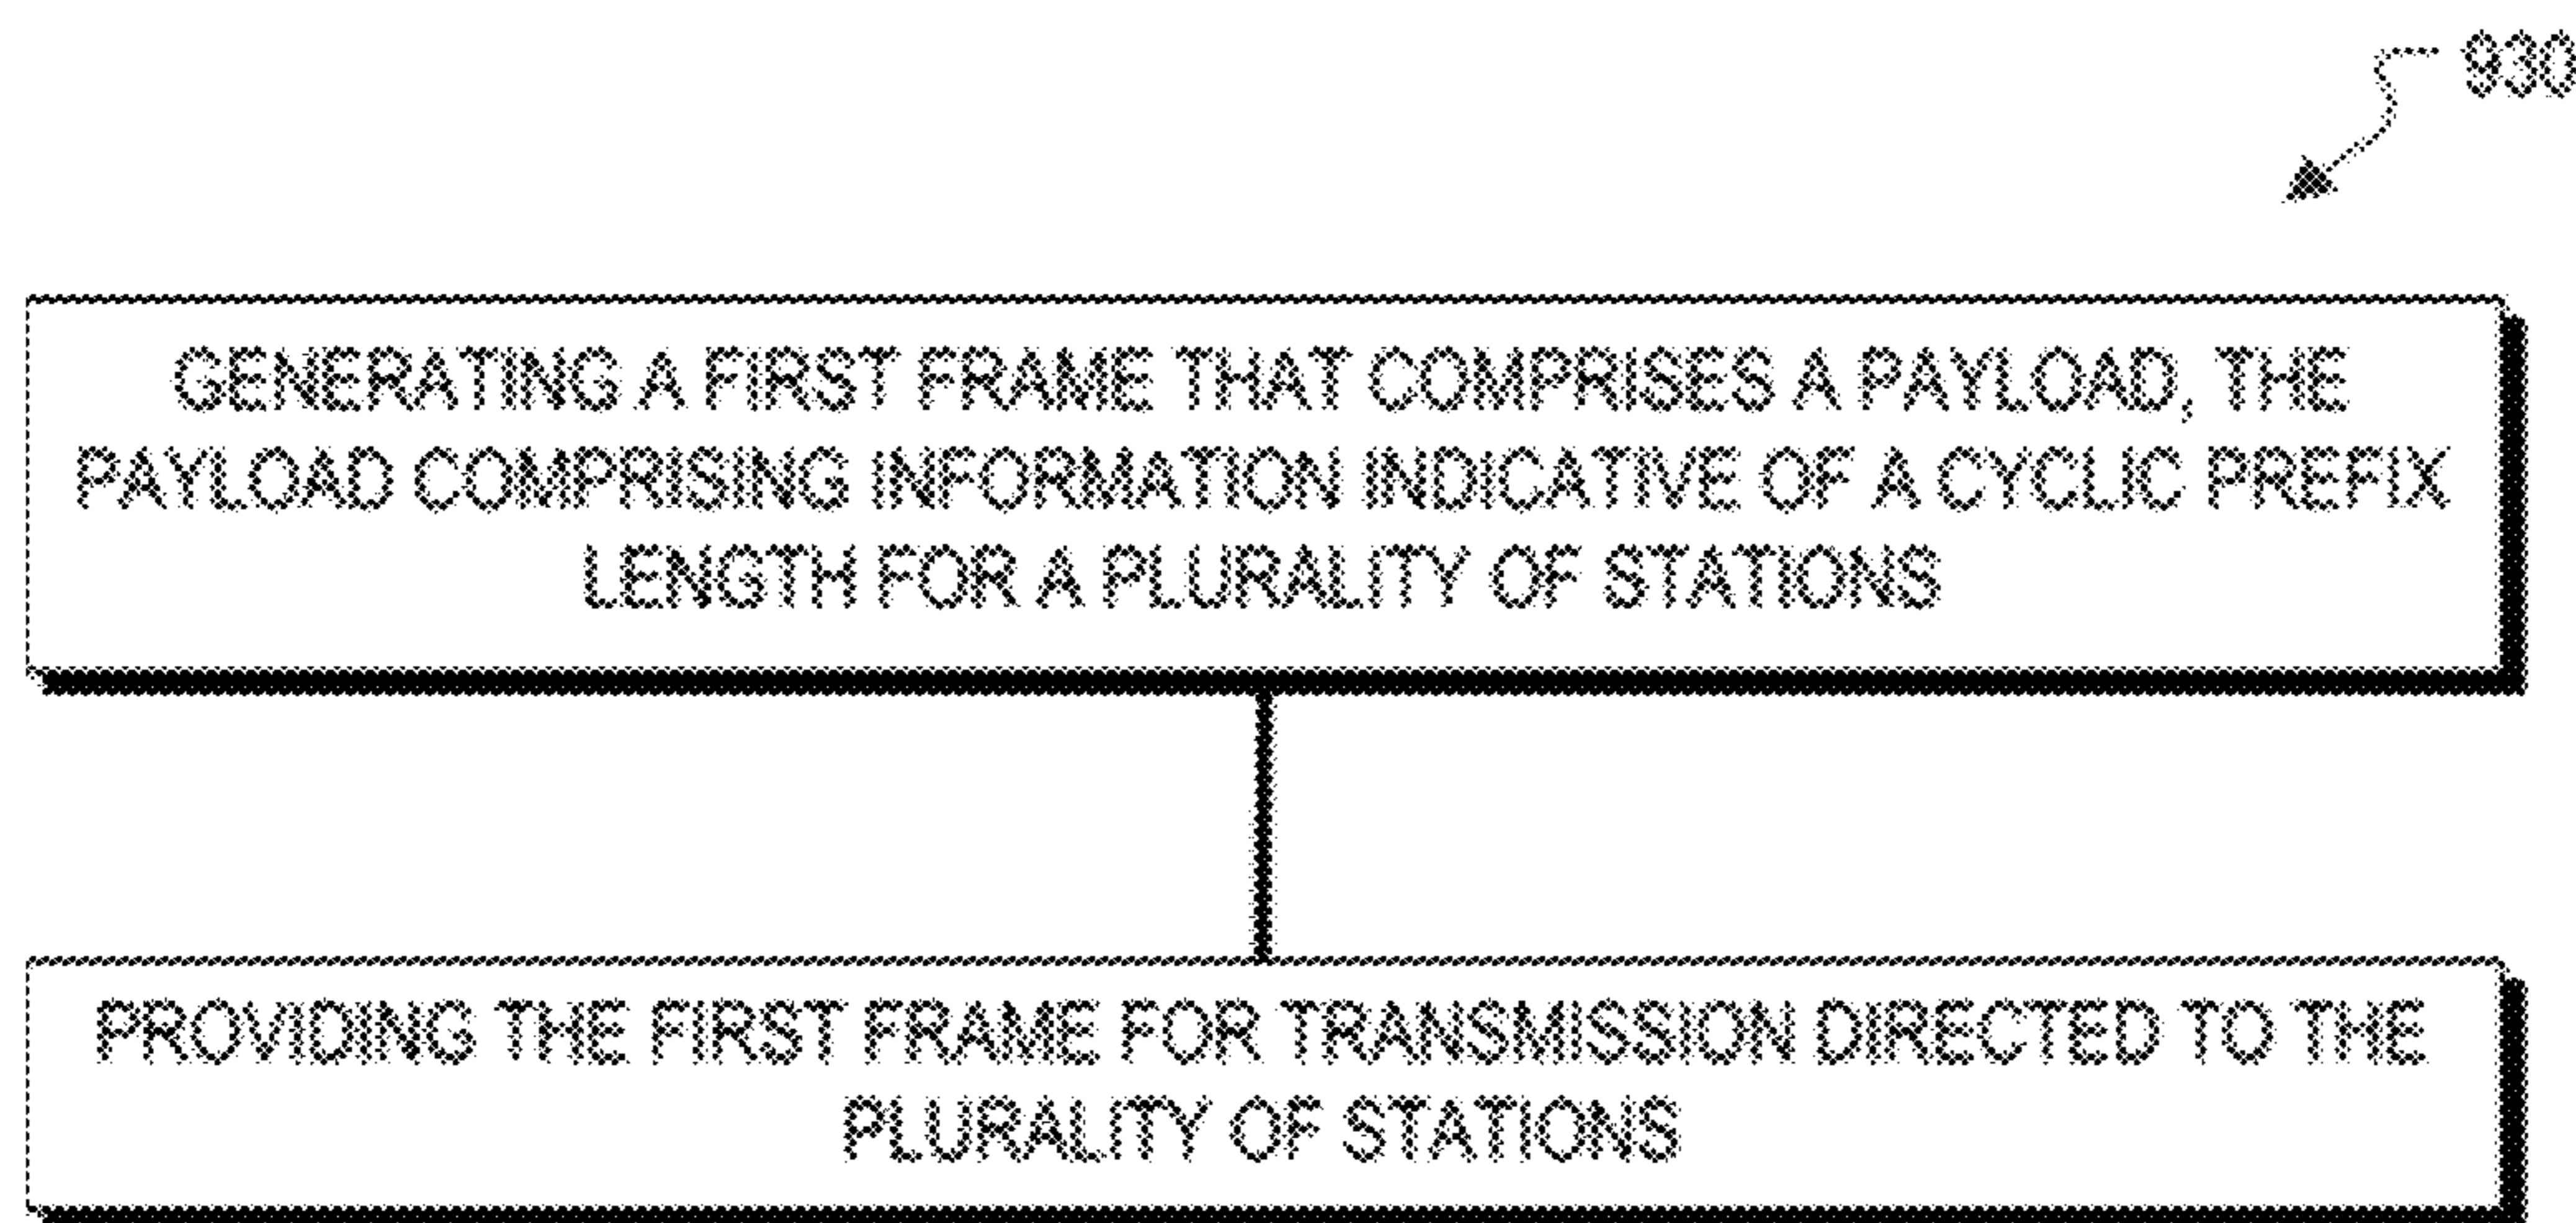 930
GENERATING A FIRST FRAME THAT COMPRISES A PAYLOAD, THE
PAYLOAD COMPRISING INFORMATION INDICATIVE OF A CYCLIC PREFIX
LENGTH FOR A PLURALITY OF STATIONS
PROVIDING THE FIRST FRAME FOR TRANSMISSION DIRECTED TO THE
PLURALITY OF STATIONS